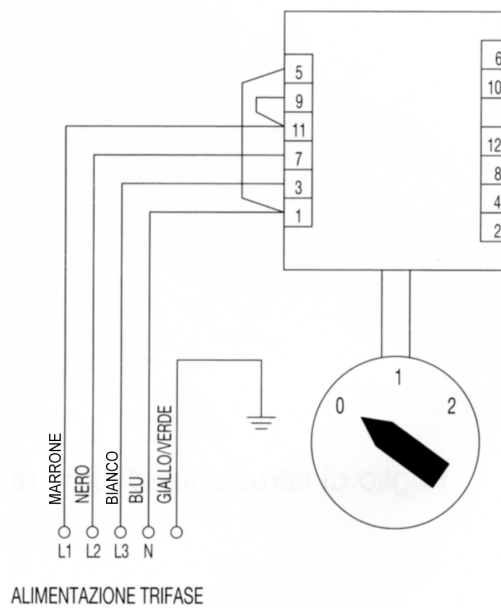 5
9
11
7
3
1
6
10
12
8
4
2
0
1
2
MARRONE
NERO
BIANCO
BLU
GIALLO/VERDE
L1
L2
L3
N
ALIMENTAZIONE TRIFASE